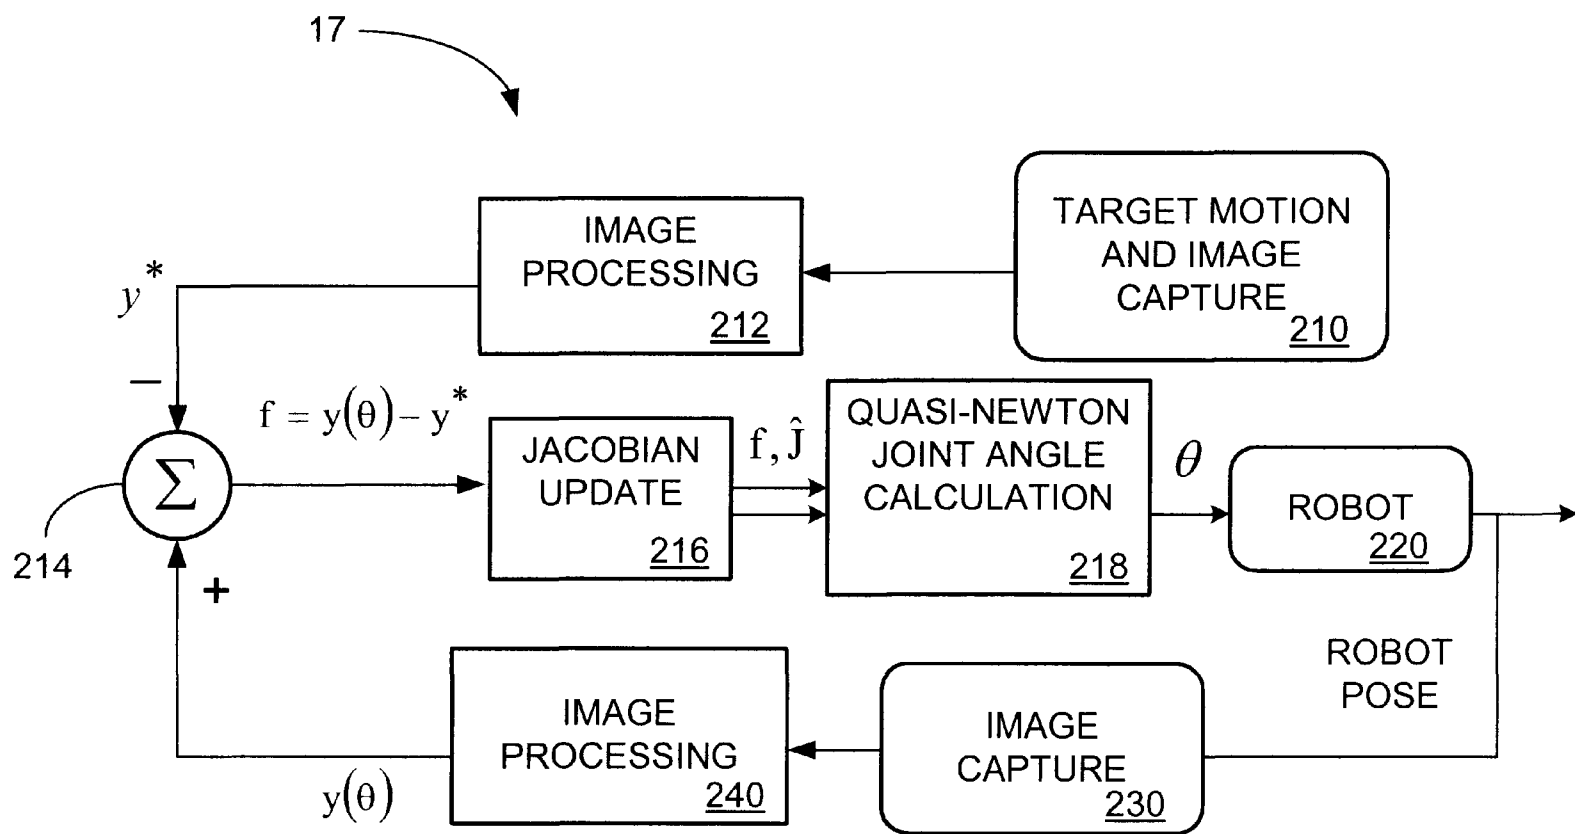 17
TARGET MOTION
AND IMAGE
CAPTURE
210
IMAGE
PROCESSING
212
y*
−
f = y(θ) − y*
Σ
214
+
JACOBIAN
UPDATE
216
f, Ĵ
QUASI-NEWTON
JOINT ANGLE
CALCULATION
218
θ
ROBOT
220
ROBOT
POSE
IMAGE
CAPTURE
230
IMAGE
PROCESSING
240
y(θ)